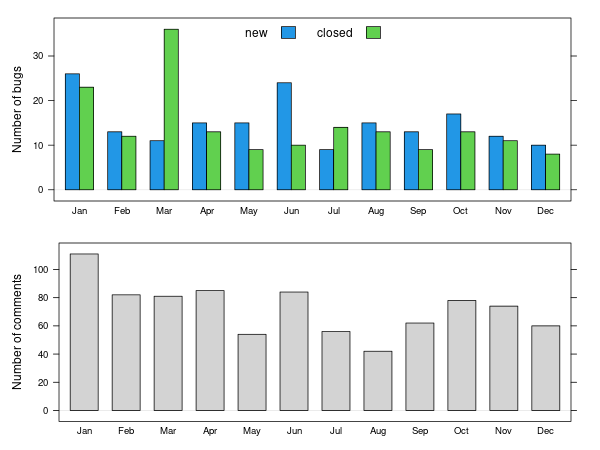 new closed
Number of bugs
30
20
10
0
Jan Feb Mar Apr May Jun Jul Aug Sep Oct Nov Dec
Number of comments
100
80
60
40
20
0
Jan Feb Mar Apr May Jun Jul Aug Sep Oct Nov Dec